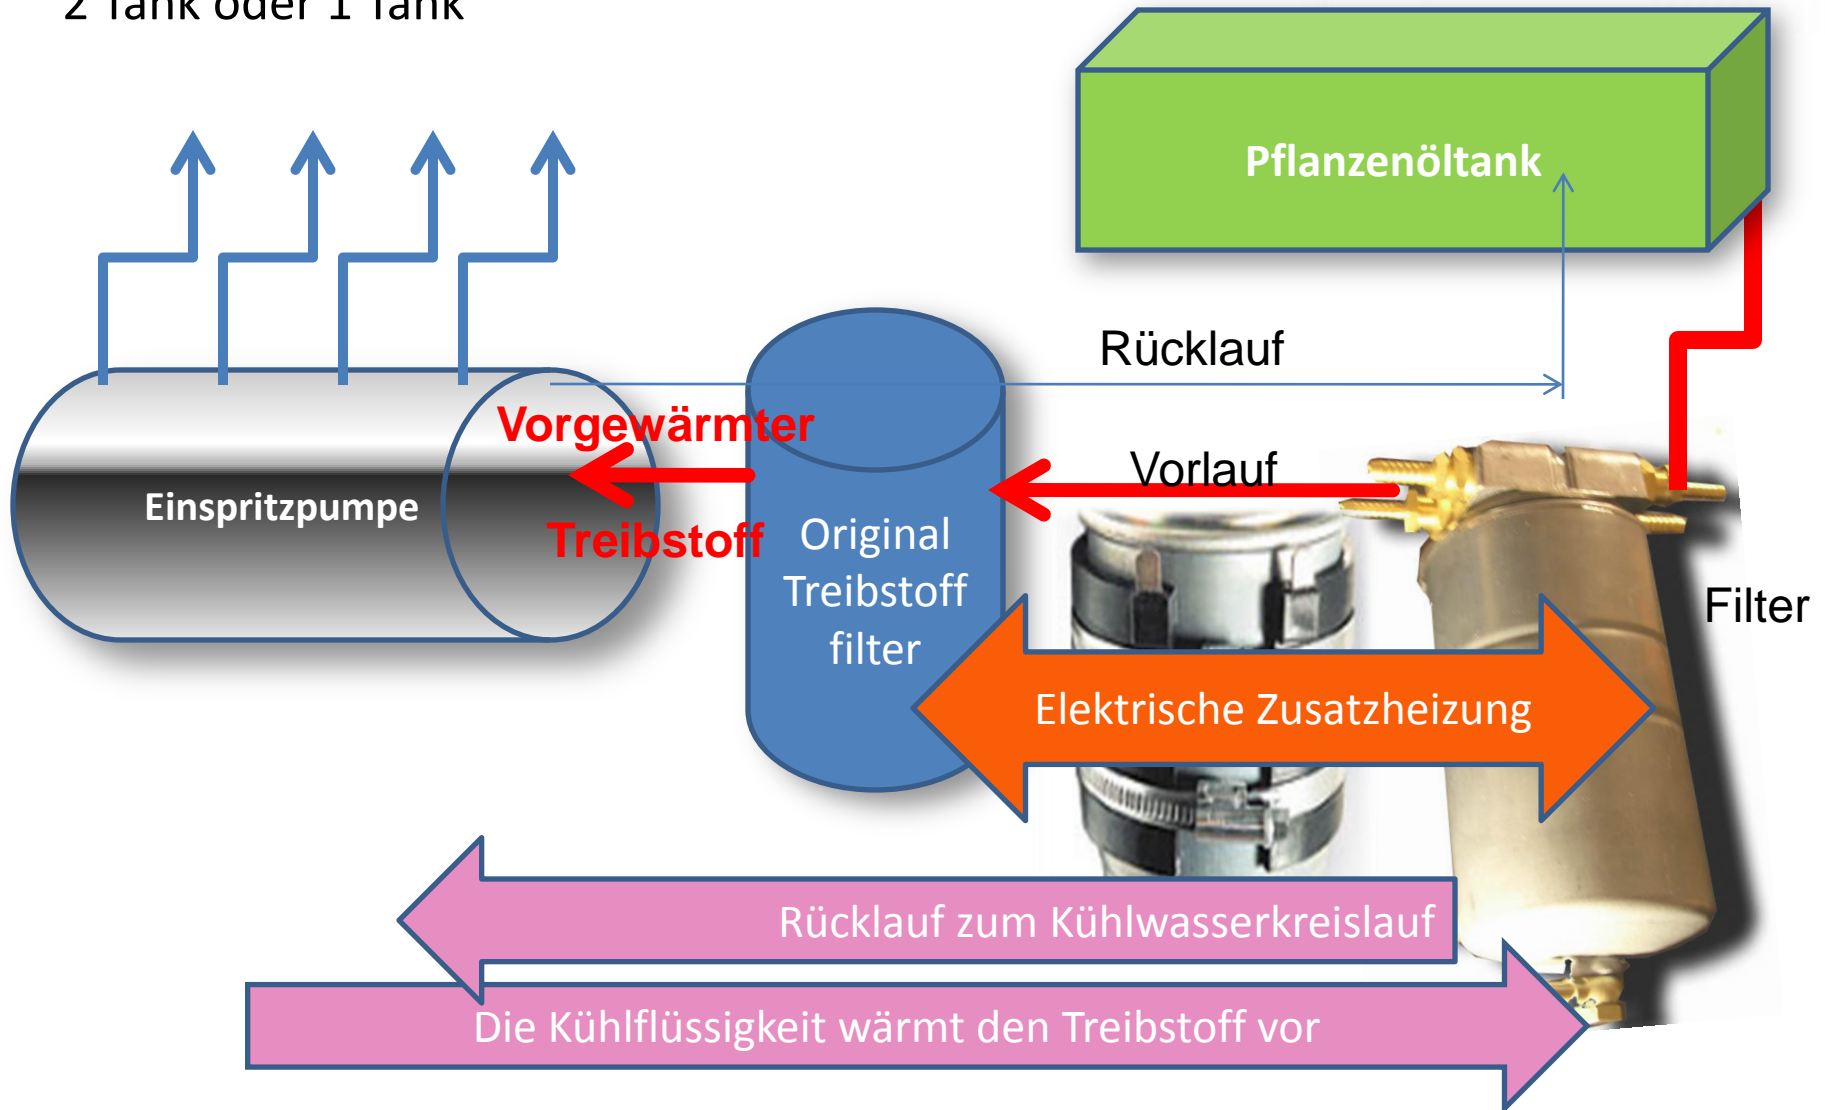 2 Tank oder 1 Tank
Pflanzenöltank
Rücklauf
Vorgewärmter
Vorlauf
Einspritzpumpe
Treibstoff
Original
Treibstoff
filter
Filter
Elektrische Zusatzheizung
Rücklauf zum Kühlwasserkreislauf
Die Kühlflüssigkeit wärmt den Treibstoff vor